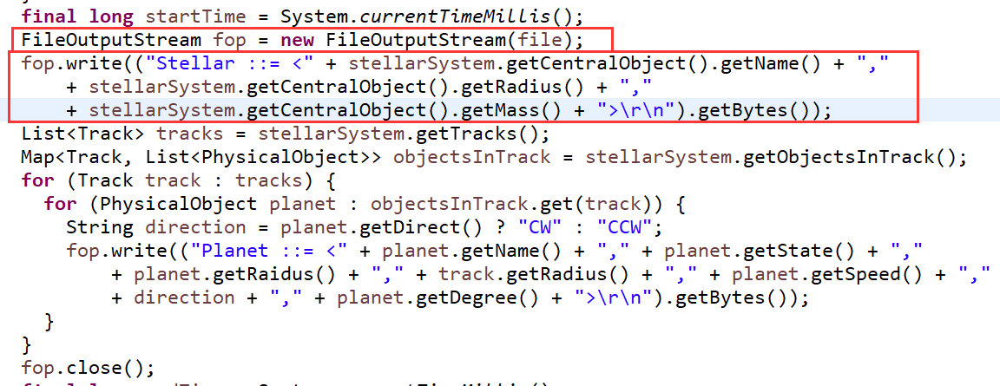 final long startTime = System.currentTimeMillis();
FileOutputStream fop = new FileOutputStream(file);
fop.write(("Stellar ::= <" + stellarSystem.getCentralObject().getName() + ","
+ stellarSystem.getCentralObject().getRadius() + ","
+ stellarSystem.getCentralObject().getMass() + ">\r\n").getBytes());
List<Track> tracks = stellarSystem.getTracks();
Map<Track, List<PhysicalObject>> objectsInTrack = stellarSystem.getObjectsInTrack();
for (Track track : tracks) {
for (PhysicalObject planet : objectsInTrack.get(track)) {
String direction = planet.getDirect() ? "CW" : "CCW";
fop.write(("Planet ::= <" + planet.getName() + "," + planet.getState() + ","
+ planet.getRaidus() + "," + track.getRadius() + "," + planet.getSpeed() + ","
+ direction + "," + planet.getDegree() + ">\r\n").getBytes());
}
}
fop.close();